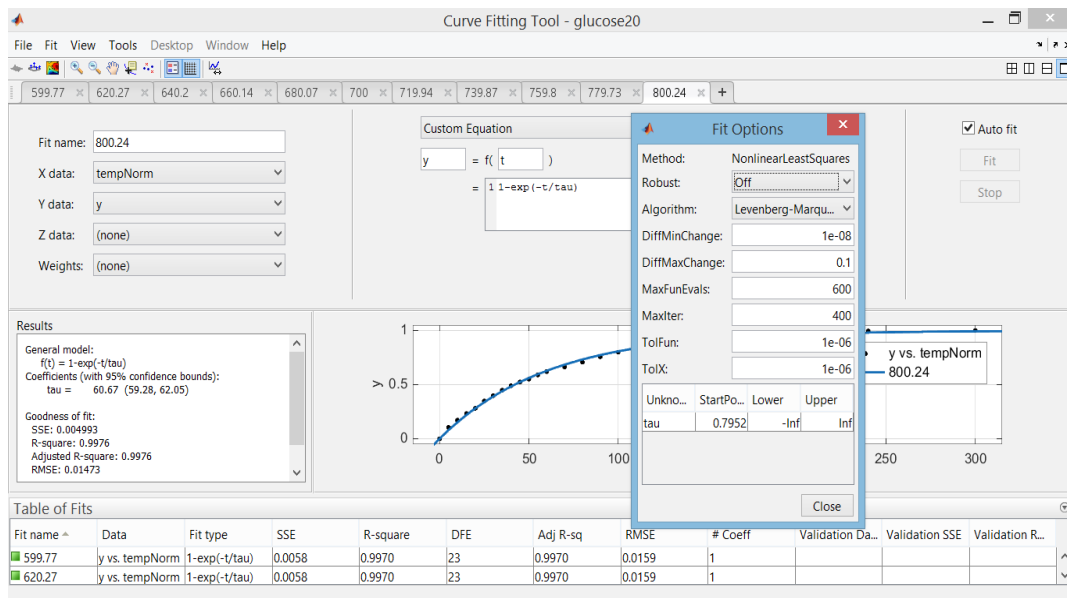 Curve Fitting Tool - glucose20
File Fit View Tools Desktop Window Help
599.77 620.27 640.2 660.14 680.07 700 719.94 739.87 759.8 779.73 800.24
Fit name: 800.24
X data: tempNorm
Y data: y
Z data: (none)
Weights: (none)
Custom Equation
y = f( t )
= 1 1-exp(-t/tau)
Fit Options
Method: NonlinearLeastSquares
Robust: Off
Algorithm: Levenberg-Marqu...
DiffMinChange: 1e-08
DiffMaxChange: 0.1
MaxFunEvals: 600
MaxIter: 400
TolFun: 1e-06
TolX: 1e-06
Unkno... StartPo... Lower Upper
tau 0.7952 -Inf Inf
Close
Auto fit
Fit
Stop
Results
General model:
f(t) = 1-exp(-t/tau)
Coefficients (with 95% confidence bounds):
tau = 60.67 (59.28, 62.05)
Goodness of fit:
SSE: 0.004993
R-square: 0.9976
Adjusted R-square: 0.9976
RMSE: 0.01473
1
0.5
0
y
0 50 100 250 300
y vs. tempNorm
800.24
Table of Fits
Fit name Data Fit type SSE R-square DFE Adj R-sq RMSE # Coeff Validation Da... Validation SSE Validation R...
599.77 y vs. tempNorm 1-exp(-t/tau) 0.0058 0.9970 23 0.9970 0.0159 1
620.27 y vs. tempNorm 1-exp(-t/tau) 0.0058 0.9970 23 0.9970 0.0159 1